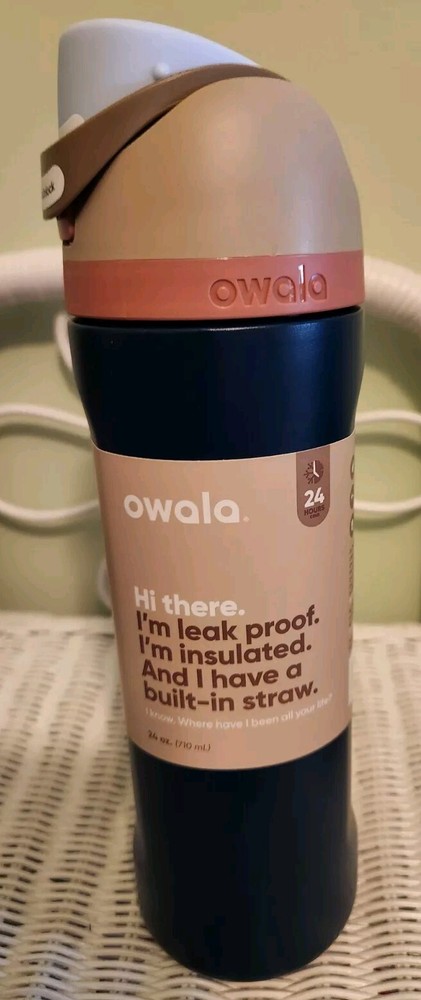 owala
owala.
24
HOURS
Hi there.
I'm leak proof.
I'm insulated.
And I have a
built-in straw.
I know. Where have I been all your life?
24 oz. (710 mL)